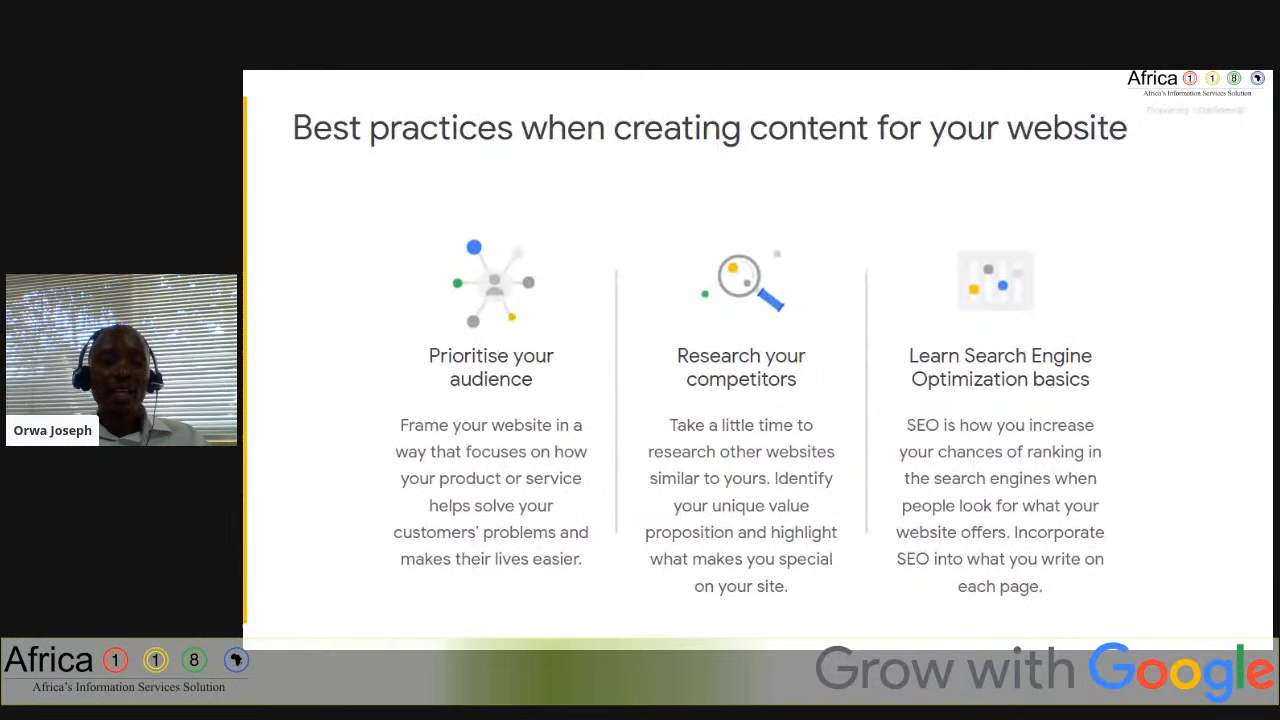 Africa 1 1 8
Africa's Information Services Solution
Best practices when creating content for your website
Prioritise your
audience
Frame your website in a
way that focuses on how
your product or service
helps solve your
customers' problems and
makes their lives easier.
Research your
competitors
Take a little time to
research other websites
similar to yours. Identify
your unique value
proposition and highlight
what makes you special
on your site.
Learn Search Engine
Optimization basics
SEO is how you increase
your chances of ranking in
the search engines when
people look for what your
website offers. Incorporate
SEO into what you write on
each page.
Orwa Joseph
Africa 1 1 8
Africa's Information Services Solution
Grow with Google